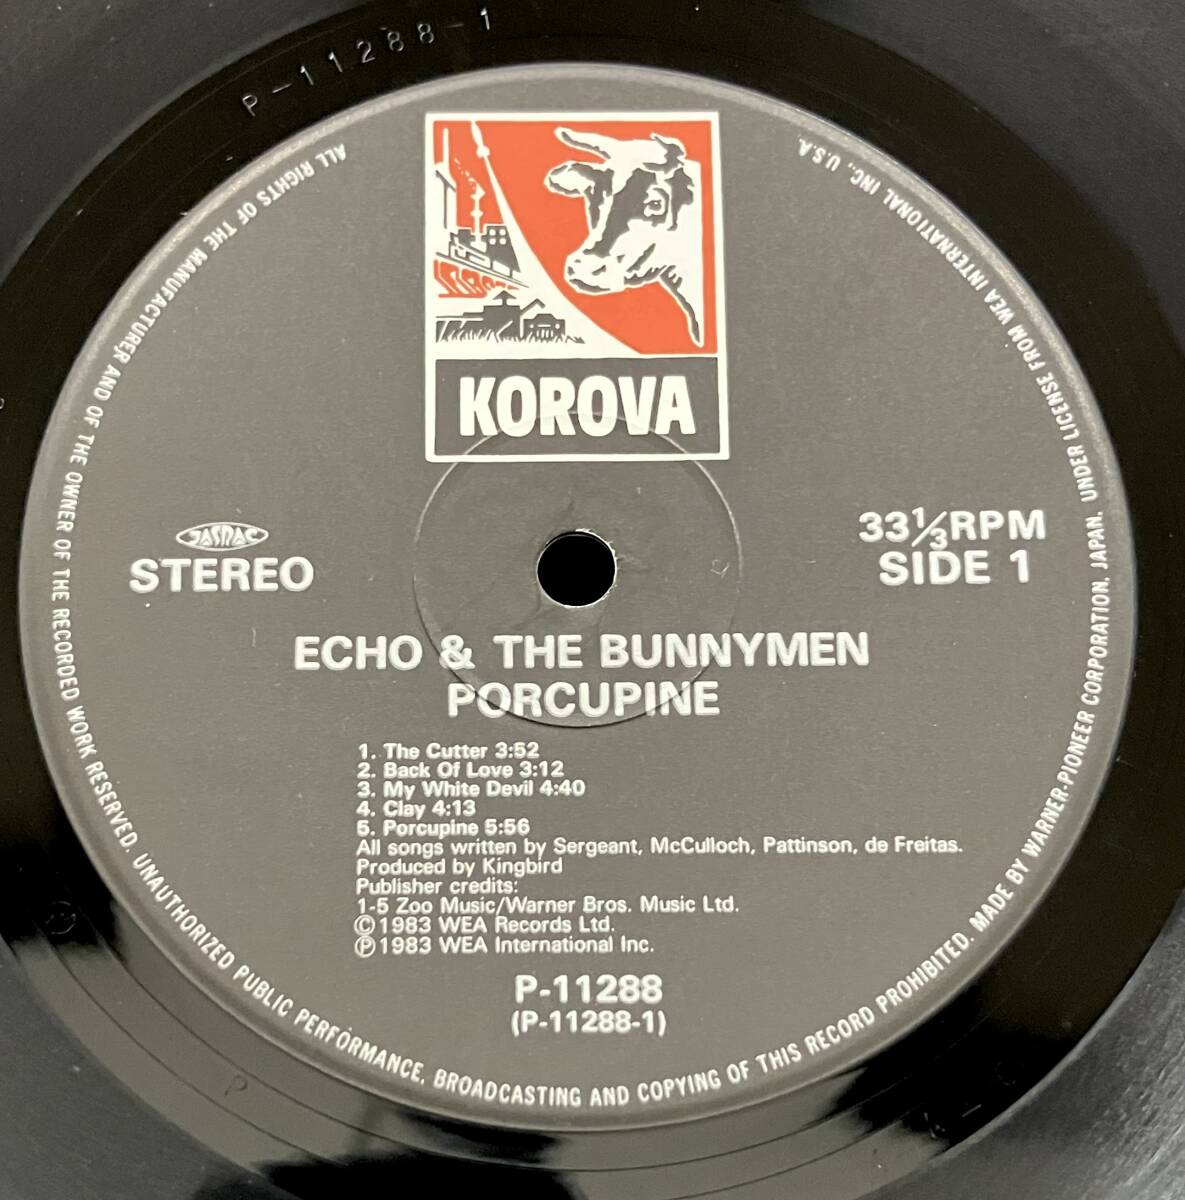 P-11288-1
KOROVA
JASRAC
STEREO
33⅓RPM
SIDE 1
ECHO & THE BUNNYMEN
PORCUPINE
1. The Cutter 3:52
2. Back Of Love 3:12
3. My White Devil 4:40
4. Clay 4:13
5. Porcupine 5:56
All songs written by Sergeant, McCulloch, Pattinson, de Freitas.
Produced by Kingbird
Publisher credits:
1-5 Zoo Music/Warner Bros. Music Ltd.
©1983 WEA Records Ltd.
℗1983 WEA International Inc.
P-11288
(P-11288-1)
ALL RIGHTS OF THE MANUFACTURER AND OF THE OWNER OF THE RECORDED WORK RESERVED. UNAUTHORIZED PUBLIC PERFORMANCE, BROADCASTING AND COPYING OF THIS RECORD PROHIBITED. MADE BY WARNER-PIONEER CORPORATION, JAPAN. UNDER LICENSE FROM WEA INTERNATIONAL INC., U.S.A.